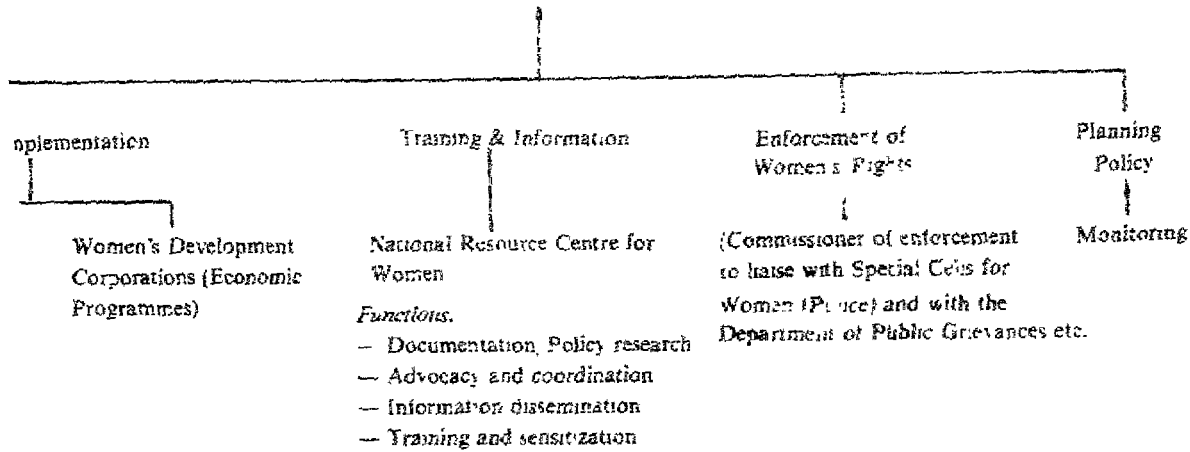 nplementation
Women's Development
Corporations (Economic
Programmes)
Training & Information
National Resource Centre for
Women
Functions.
— Documentation, Policy research
— Advocacy and coordination
— Information dissemination
— Training and sensitization
Enforcement of
Women's Rights
(Commissioner of enforcement
to liaise with Special Cells for
Women (Police) and with the
Department of Public Grievances etc.
Planning
Policy
Monitoring